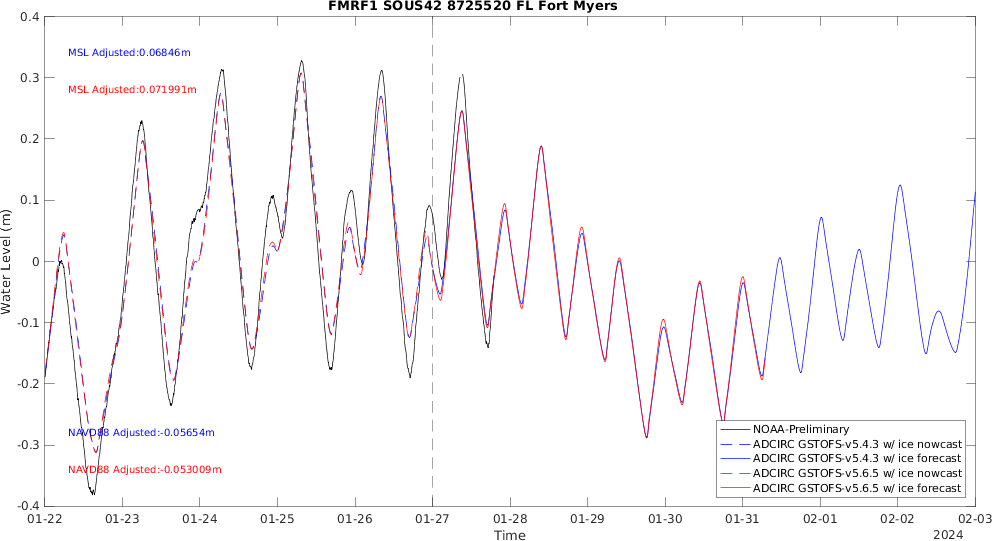 FMRF1 SOUS42 8725520 FL Fort Myers
0.4
0.3
0.2
0.1
0
-0.1
-0.2
-0.3
-0.4
Water Level (m)
MSL Adjusted:0.06846m
MSL Adjusted:0.071991m
NAVD88 Adjusted:-0.05654m
NAVD88 Adjusted:-0.053009m
NOAA-Preliminary
ADCIRC GSTOFS-v5.4.3 w/ ice nowcast
ADCIRC GSTOFS-v5.4.3 w/ ice forecast
ADCIRC GSTOFS-v5.6.5 w/ ice nowcast
ADCIRC GSTOFS-v5.6.5 w/ ice forecast
01-22 01-23 01-24 01-25 01-26 01-27 01-28 01-29 01-30 01-31 02-01 02-02 02-03
Time
2024